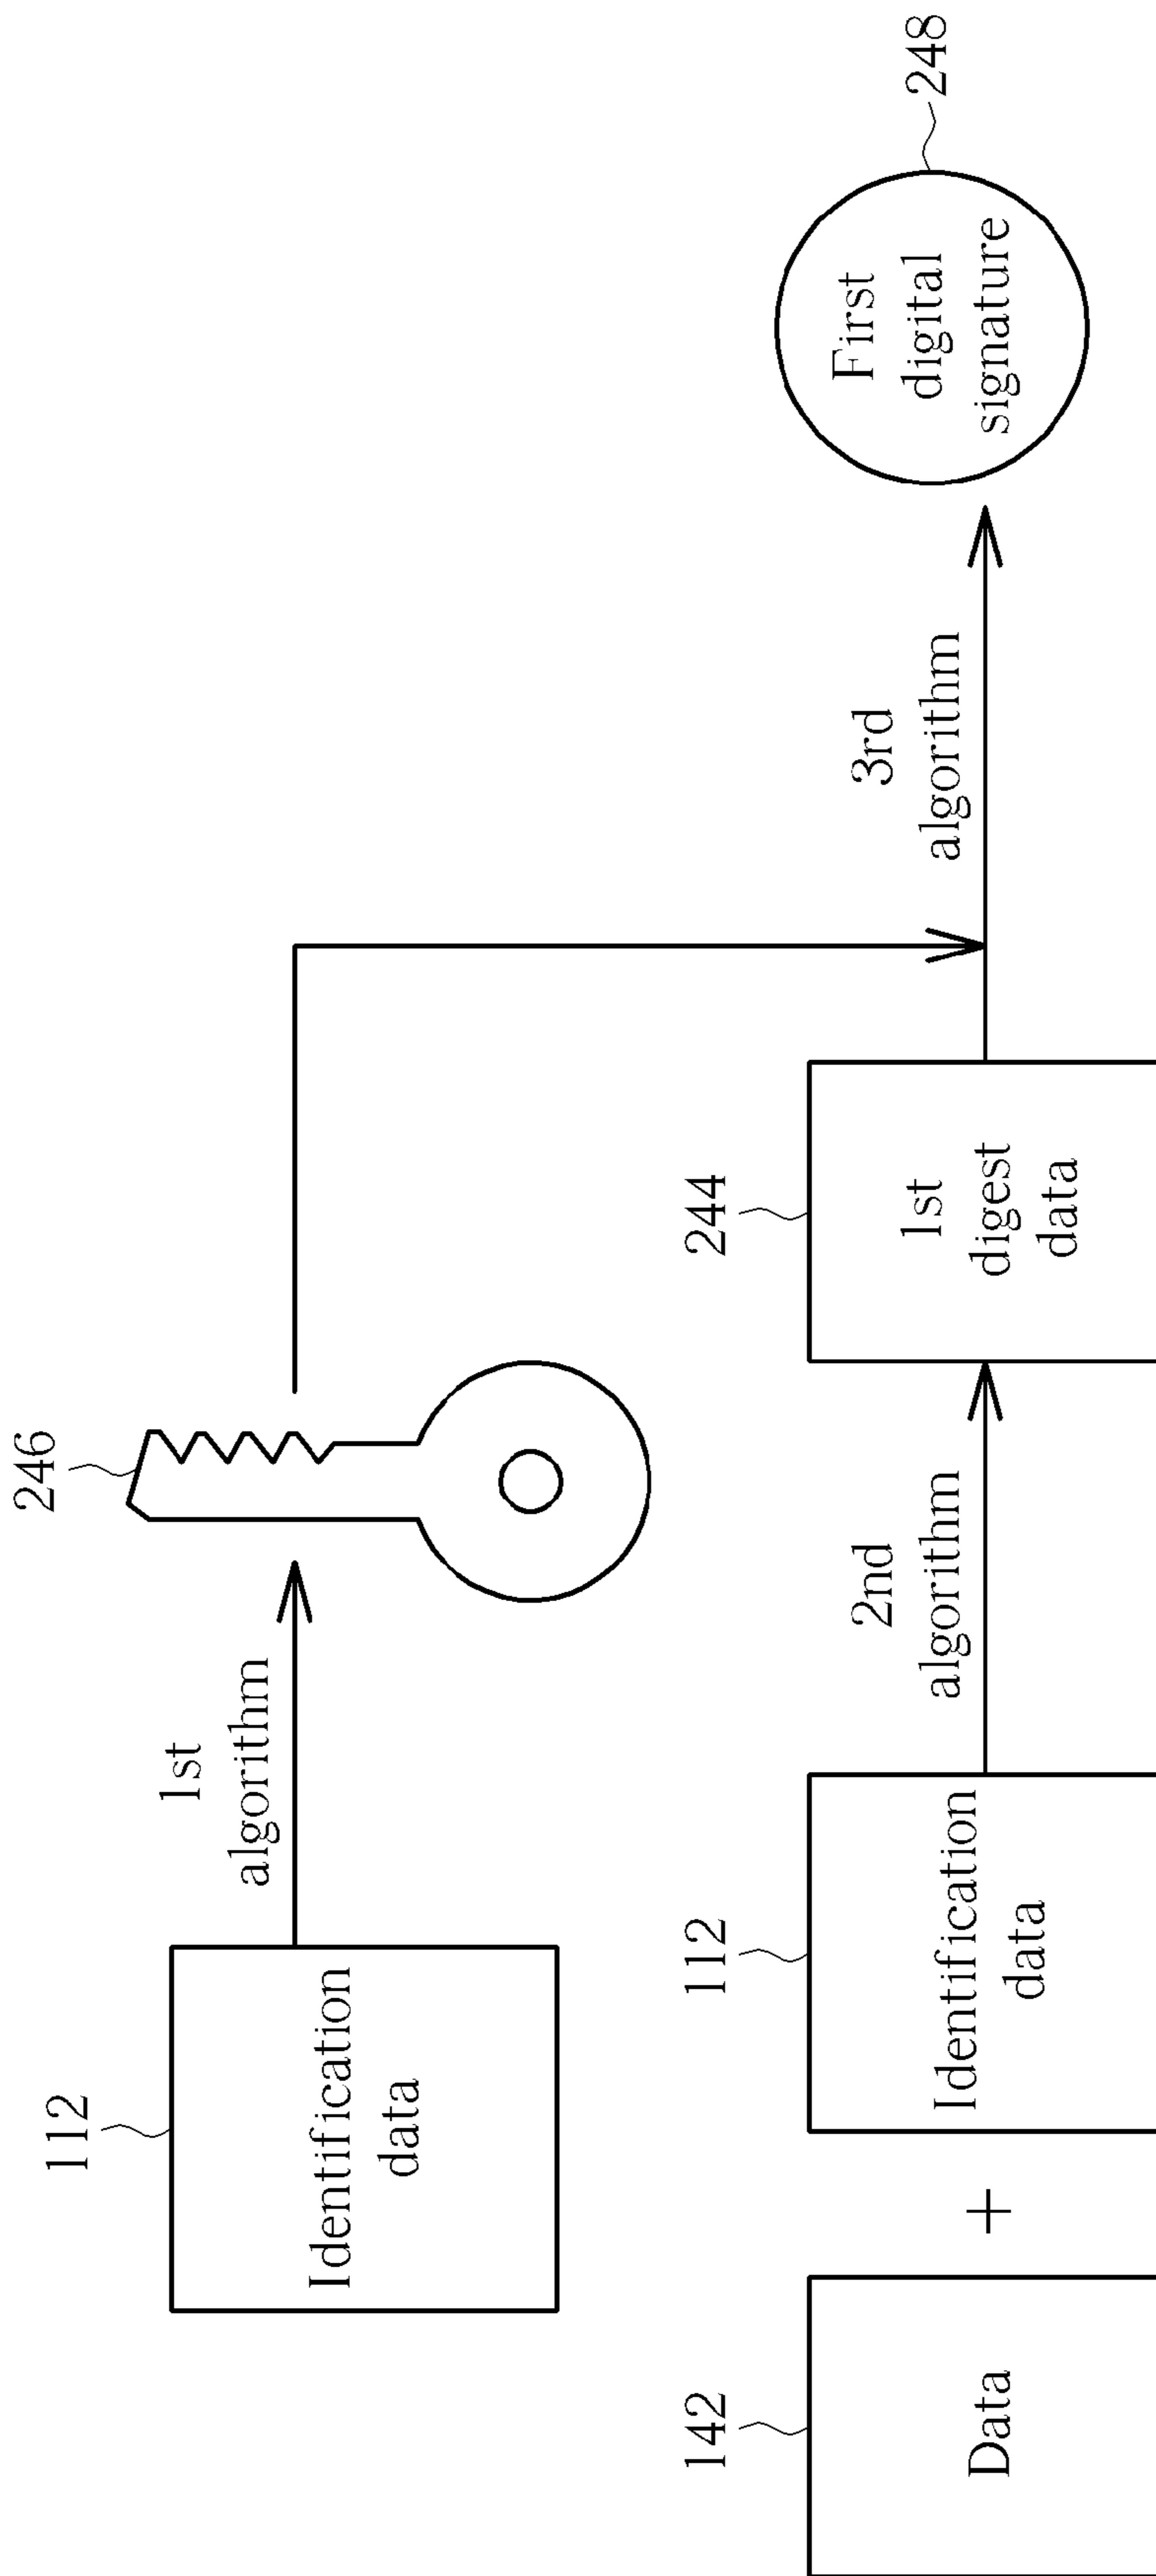 246
112
1st
algorithm
Identification
data
142
112
244
248
2nd
algorithm
3rd
algorithm
Data
+
Identification
data
1st
digest
data
First
digital
signature